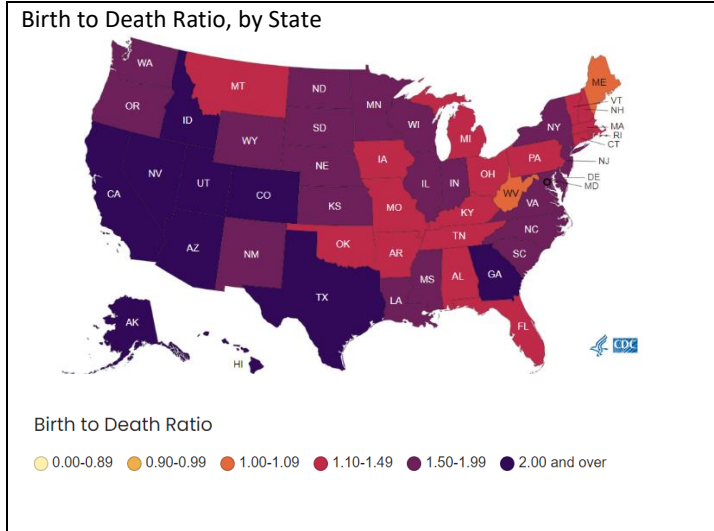 Birth to Death Ratio, by State
WA
MT
ND
MN
ME
VT
NH
OR
ID
SD
WI
MI
NY
MA
RI
CT
WY
IA
PA
NJ
NE
OH
DE
MD
NV
UT
CO
IL
IN
WV
VA
CA
KS
MO
KY
NC
AZ
NM
OK
AR
TN
SC
MS
AL
GA
TX
LA
AK
FL
HI
CDC
Birth to Death Ratio
0.00-0.89 0.90-0.99 1.00-1.09 1.10-1.49 1.50-1.99 2.00 and over